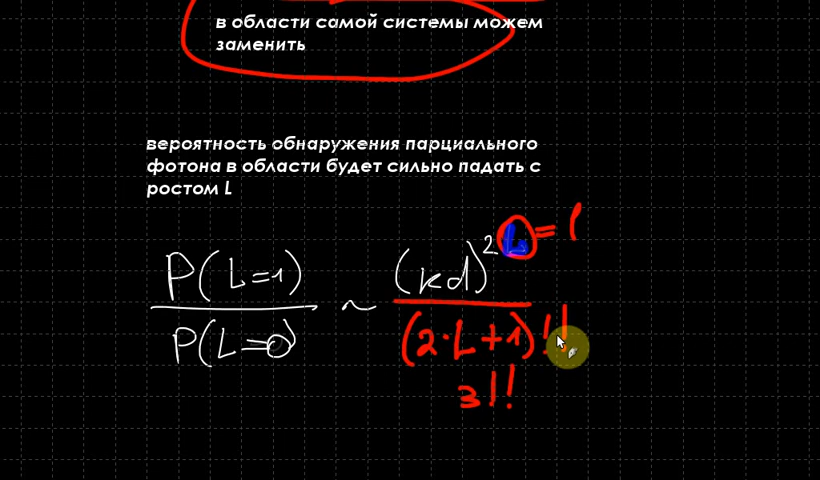 в области самой системы можем
заменить
вероятность обнаружения парциального
фотона в области будет сильно падать с
ростом L
P(L=1) / P(L=0) ~ (kd)^2L / (2·L+1)!!
L=1
3!!